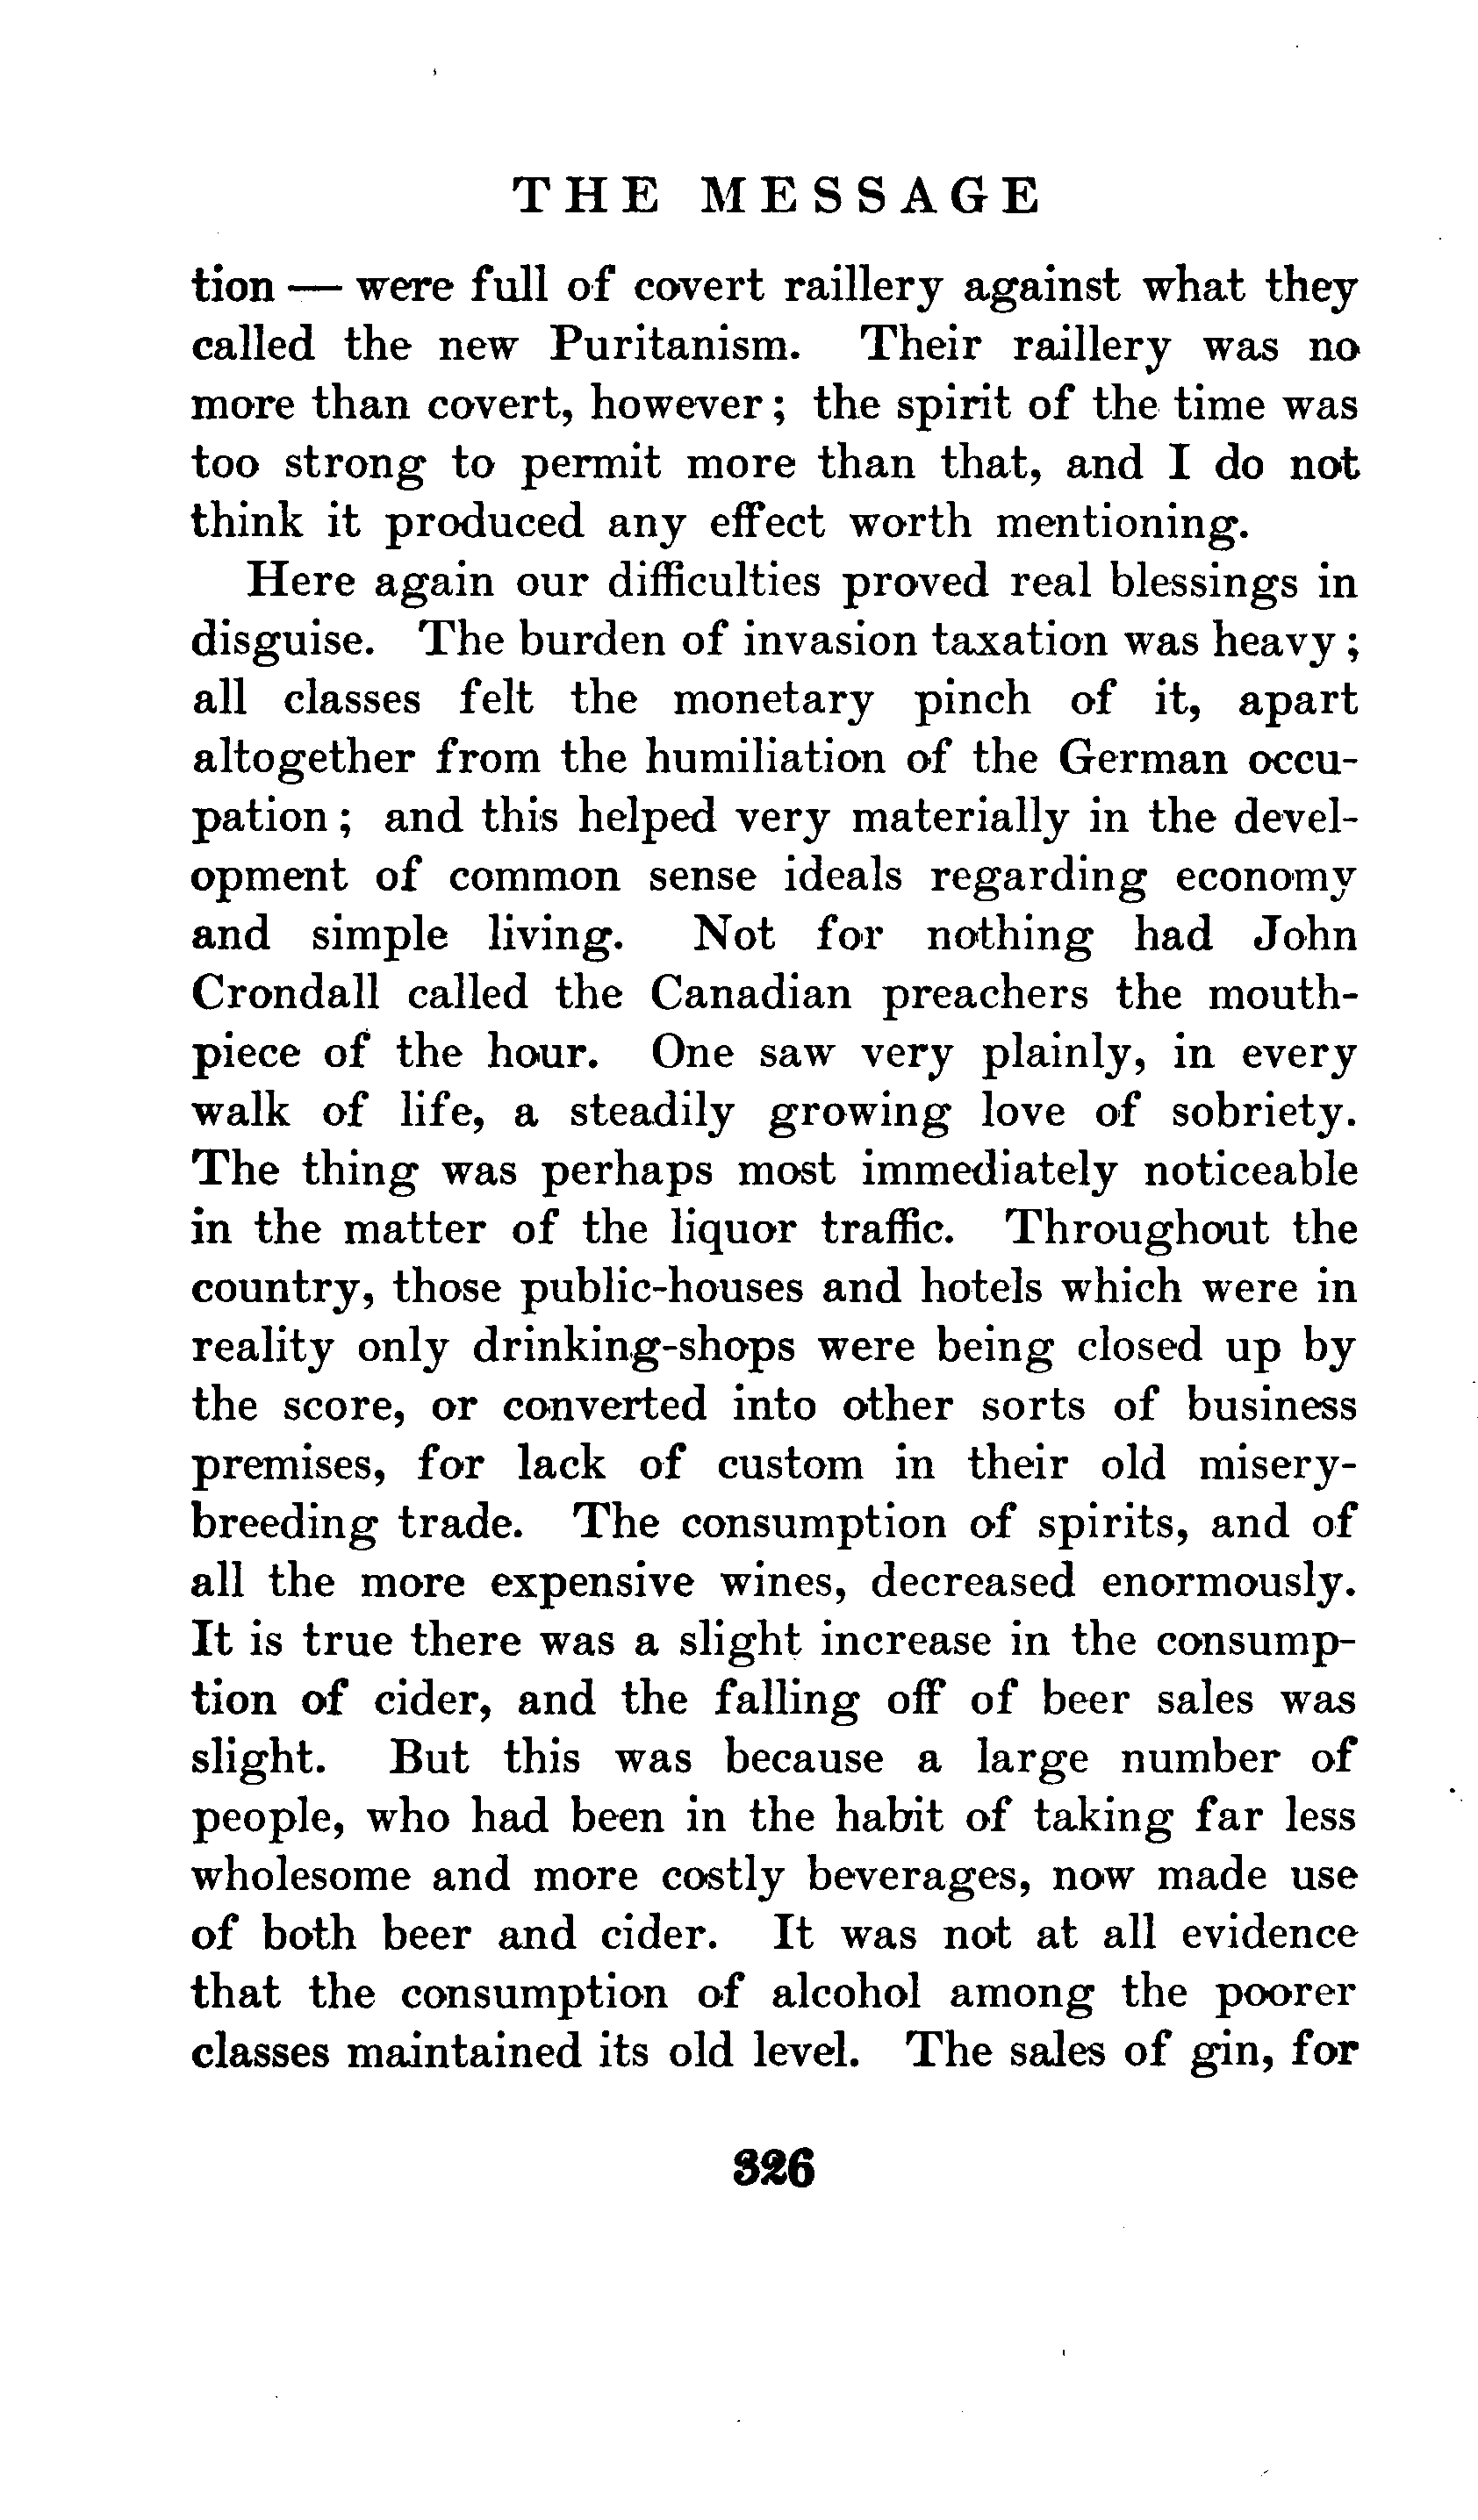 THE MESSAGE
tion — were full of covert raillery against what they
called the new Puritanism. Their raillery was no
more than covert, however; the spirit of the time was
too strong to permit more than that, and I do not
think it produced any effect worth mentioning.
Here again our difficulties proved real blessings in
disguise. The burden of invasion taxation was heavy;
all classes felt the monetary pinch of it, apart
altogether from the humiliation of the German occu-
pation; and this helped very materially in the devel-
opment of common sense ideals regarding economy
and simple living. Not for nothing had John
Crondall called the Canadian preachers the mouth-
piece of the hour. One saw very plainly, in every
walk of life, a steadily growing love of sobriety.
The thing was perhaps most immediately noticeable
in the matter of the liquor traffic. Throughout the
country, those public-houses and hotels which were in
reality only drinking-shops were being closed up by
the score, or converted into other sorts of business
premises, for lack of custom in their old misery-
breeding trade. The consumption of spirits, and of
all the more expensive wines, decreased enormously.
It is true there was a slight increase in the consump-
tion of cider, and the falling off of beer sales was
slight. But this was because a large number of
people, who had been in the habit of taking far less
wholesome and more costly beverages, now made use
of both beer and cider. It was not at all evidence
that the consumption of alcohol among the poorer
classes maintained its old level. The sales of gin, for
326